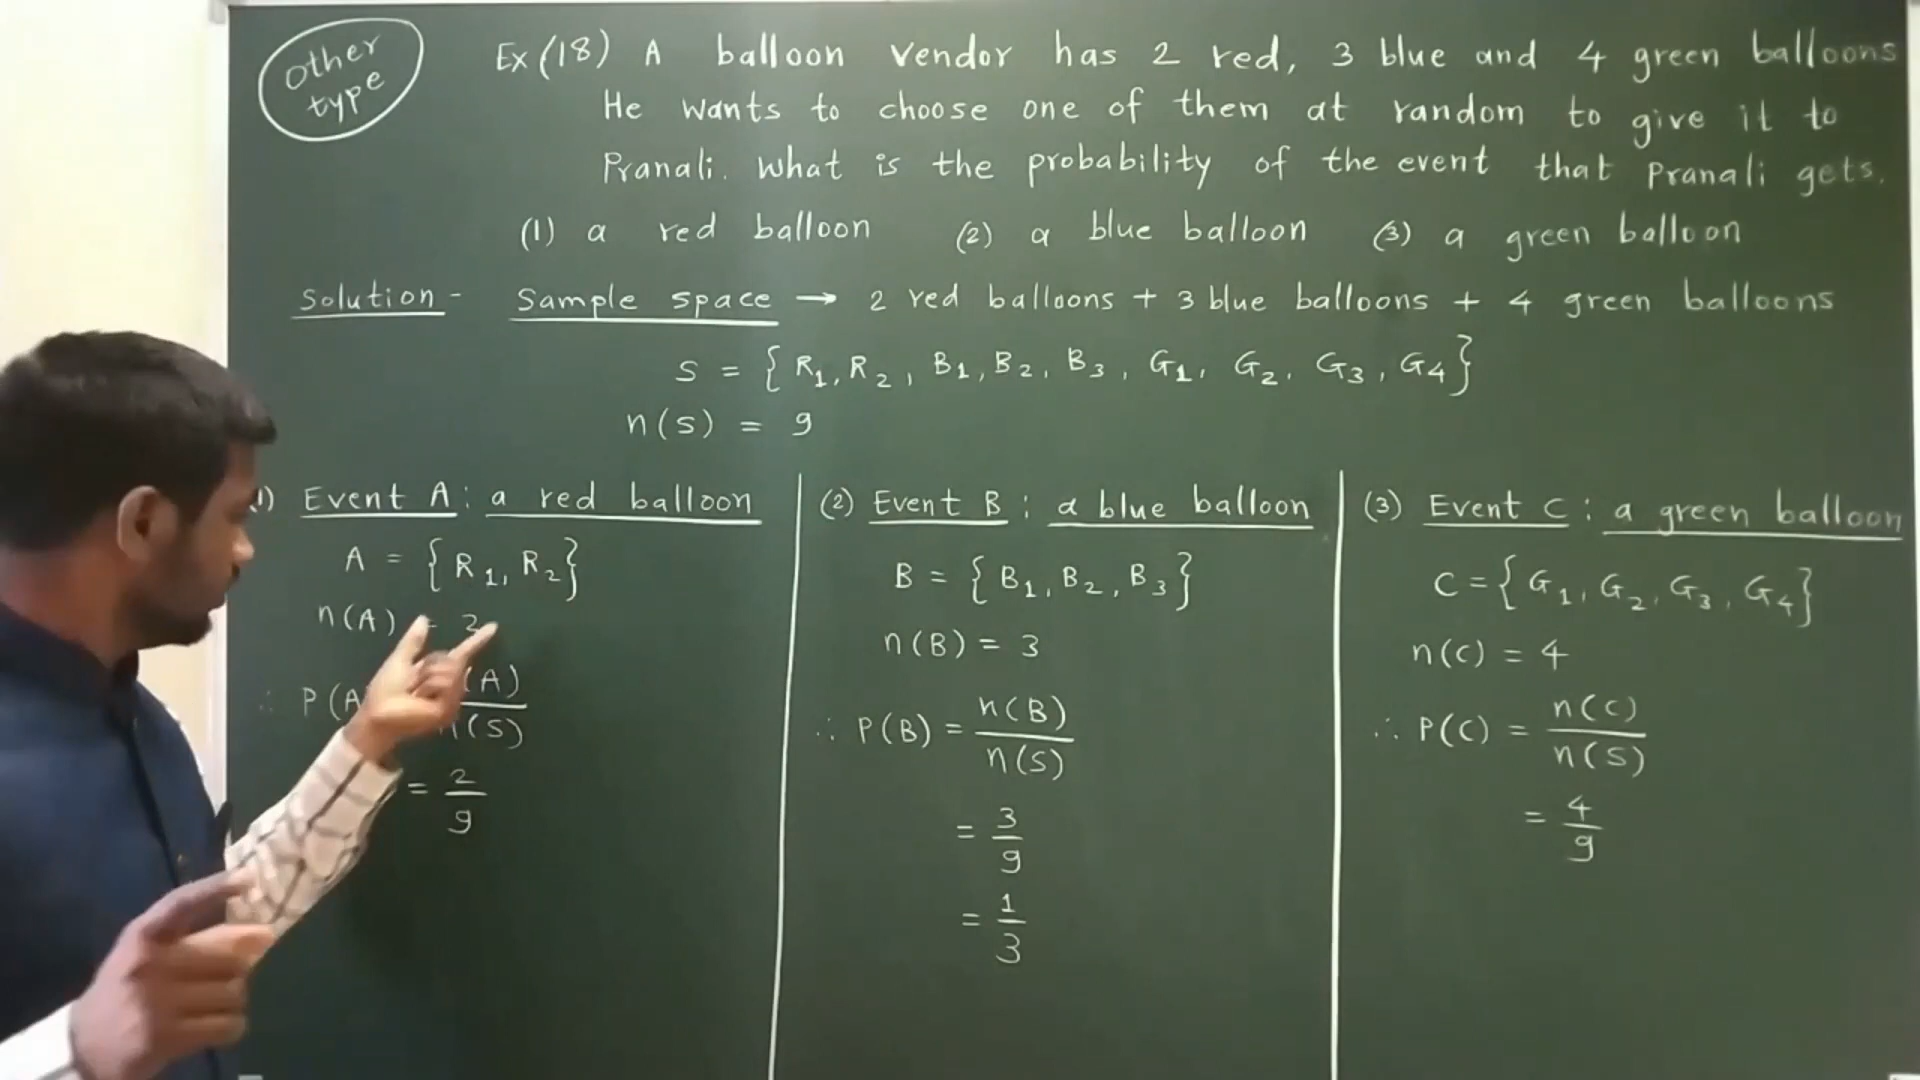 Other
type
Ex (18) A balloon vendor has 2 red, 3 blue and 4 green balloons
He wants to choose one of them at random to give it to
Pranali. What is the probability of the event that Pranali gets.
(1) a red balloon (2) a blue balloon (3) a green balloon
Solution - Sample space → 2 red balloons + 3 blue balloons + 4 green balloons
S = { R1, R2, B1, B2, B3, G1, G2, G3, G4 }
n(S) = 9
1) Event A : a red balloon
A = { R1, R2 }
n(A) = 2
∴ P(A (A)
n(S)
= 2/9
(2) Event B : a blue balloon
B = { B1, B2, B3 }
n(B) = 3
∴ P(B) = n(B)/n(S)
= 3/9
= 1/3
(3) Event C : a green balloon
C = { G1, G2, G3, G4 }
n(C) = 4
∴ P(C) = n(C)/n(S)
= 4/9